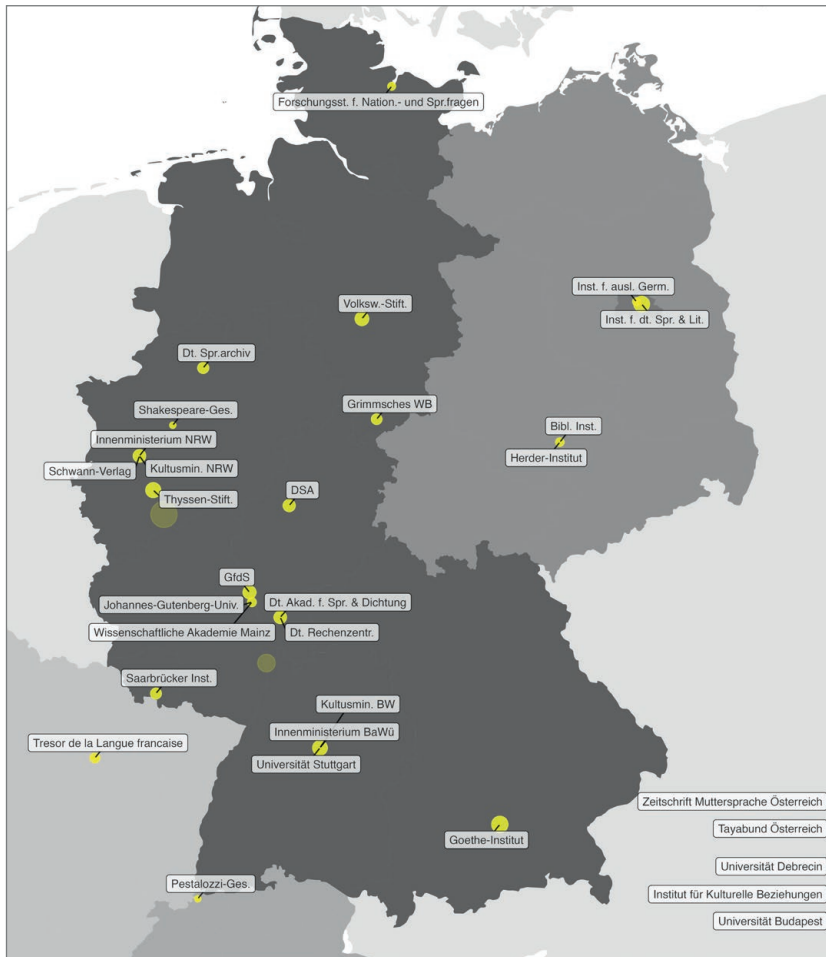 Forschungsst. f. Nation.- und Spr.fragen
Inst. f. ausl. Germ.
Volksw.-Stift.
Inst. f. dt. Spr. & Lit.
Dt. Spr.archiv
Grimmsches WB
Shakespeare-Ges.
Bibl. Inst.
Innenministerium NRW
Herder-Institut
Schwann-Verlag
Kultusmin. NRW
DSA
Thyssen-Stift.
GfdS
Dt. Akad. f. Spr. & Dichtung
Johannes-Gutenberg-Univ.
Wissenschaftliche Akademie Mainz
Dt. Rechenzentr.
Saarbrücker Inst.
Kultusmin. BW
Innenministerium BaWü
Tresor de la Langue francaise
Universität Stuttgart
Zeitschrift Muttersprache Österreich
Tayabund Österreich
Goethe-Institut
Universität Debrecin
Pestalozzi-Ges.
Institut für Kulturelle Beziehungen
Universität Budapest